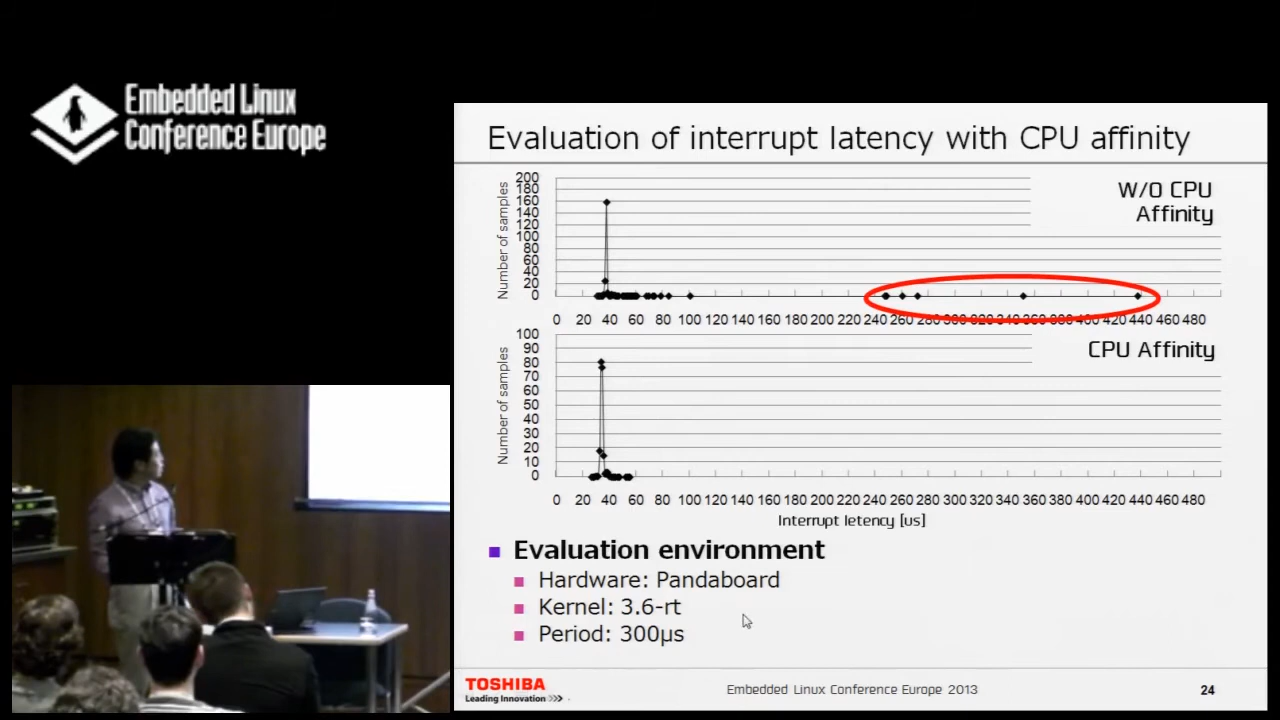 Embedded Linux
Conference Europe
Evaluation of interrupt latency with CPU affinity
W/O CPU
Affinity
Number of samples
200
180
160
140
120
100
80
60
40
20
0
0 20 40 60 80 100 120 140 160 180 200 220 240 260 280 300 320 340 360 380 400 420 440 460 480
CPU Affinity
Number of samples
100
90
80
70
60
50
40
30
20
10
0
0 20 40 60 80 100 120 140 160 180 200 220 240 260 280 300 320 340 360 380 400 420 440 460 480
Interrupt letency [us]
Evaluation environment
Hardware: Pandaboard
Kernel: 3.6-rt
Period: 300µs
TOSHIBA
Leading Innovation >>>
Embedded Linux Conference Europe 2013
24